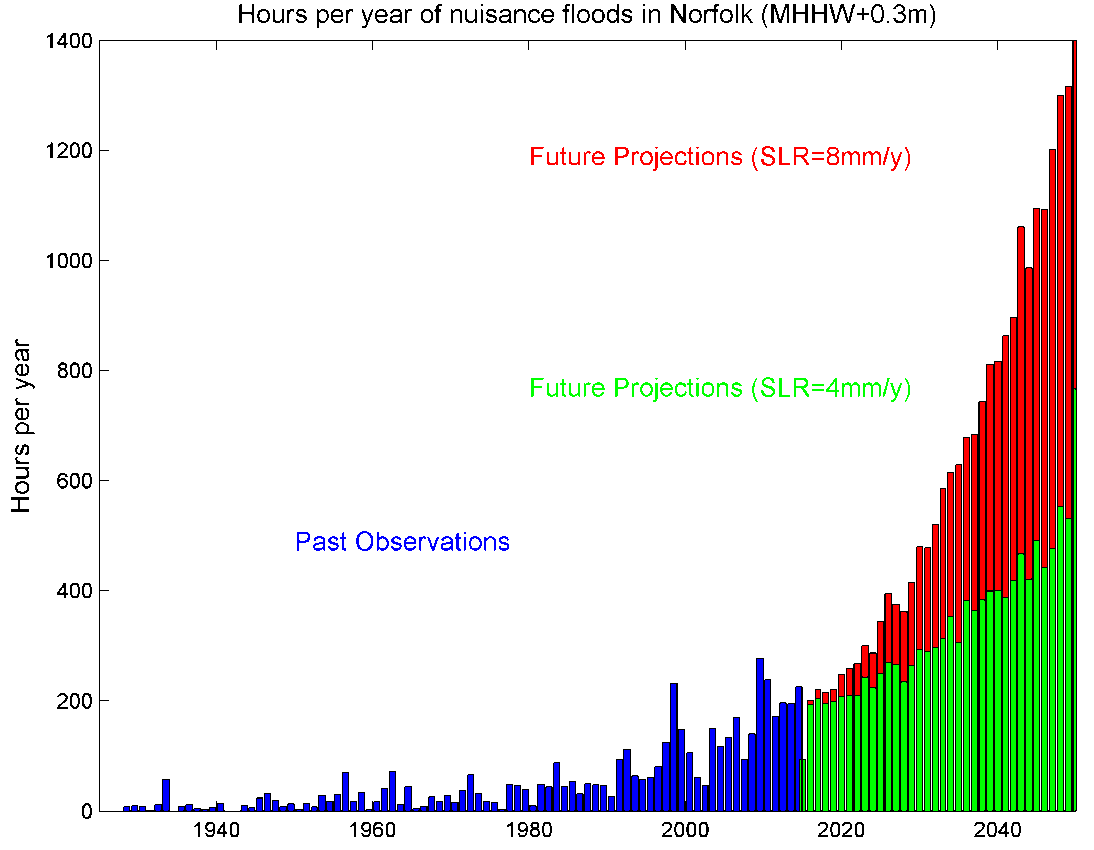 Hours per year of nuisance floods in Norfolk (MHHW+0.3m)
1400
1200
Future Projections (SLR=8mm/y)
1000
800
Future Projections (SLR=4mm/y)
Hours per year
600
Past Observations
400
200
0
1940 1960 1980 2000 2020 2040